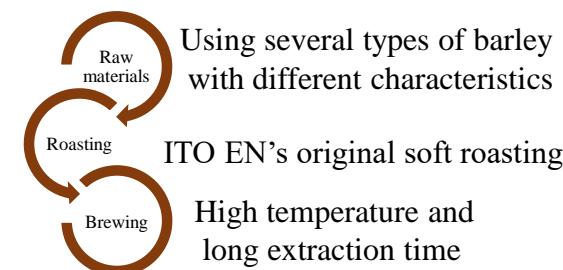 Raw
materials
Using several types of barley
with different characteristics
Roasting
ITO EN's original soft roasting
Brewing
High temperature and
long extraction time